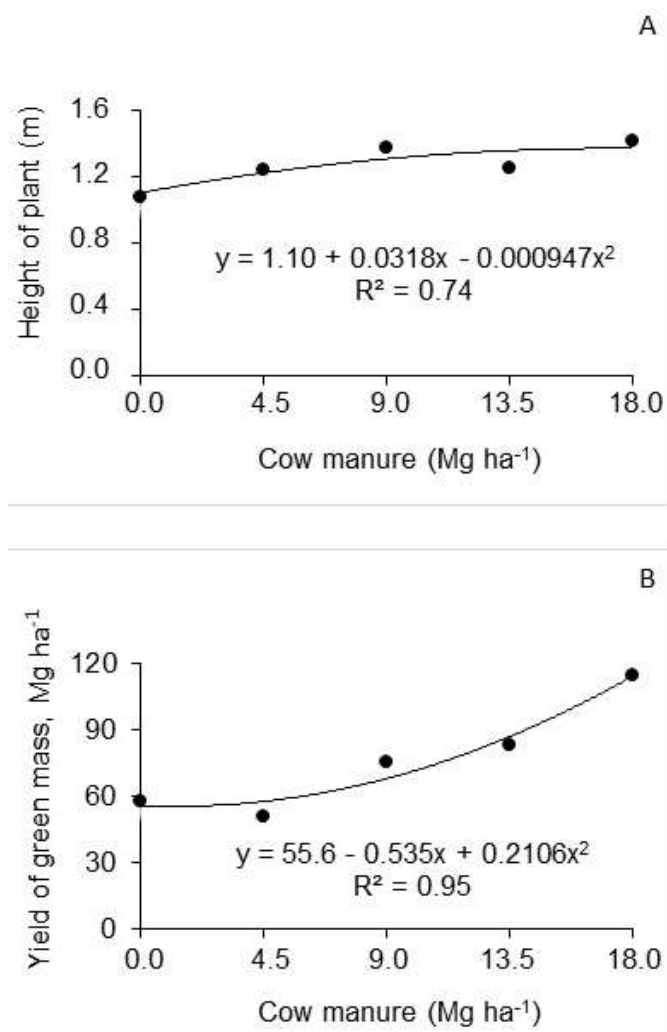 A
Height of plant (m)
1.6
1.2
0.8
0.4
0.0
y = 1.10 + 0.0318x - 0.000947x²
R² = 0.74
0.0 4.5 9.0 13.5 18.0
Cow manure (Mg ha⁻¹)
B
Yield of green mass, Mg ha⁻¹
120
90
60
30
0
y = 55.6 - 0.535x + 0.2106x²
R² = 0.95
0.0 4.5 9.0 13.5 18.0
Cow manure (Mg ha⁻¹)